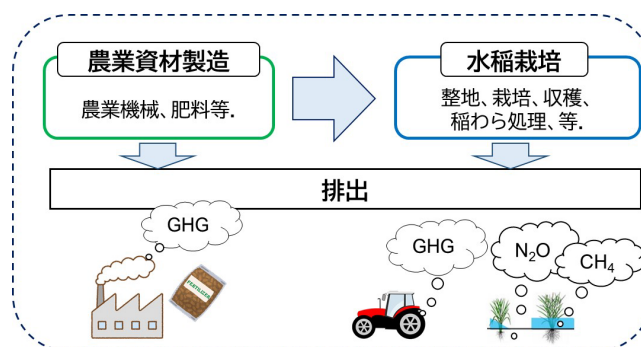 農業資材製造
農業機械、肥料等.
水稲栽培
整地、栽培、収穫、
稲わら処理、等.
排出
GHG
FERTILIZER
GHG
N₂O
CH₄